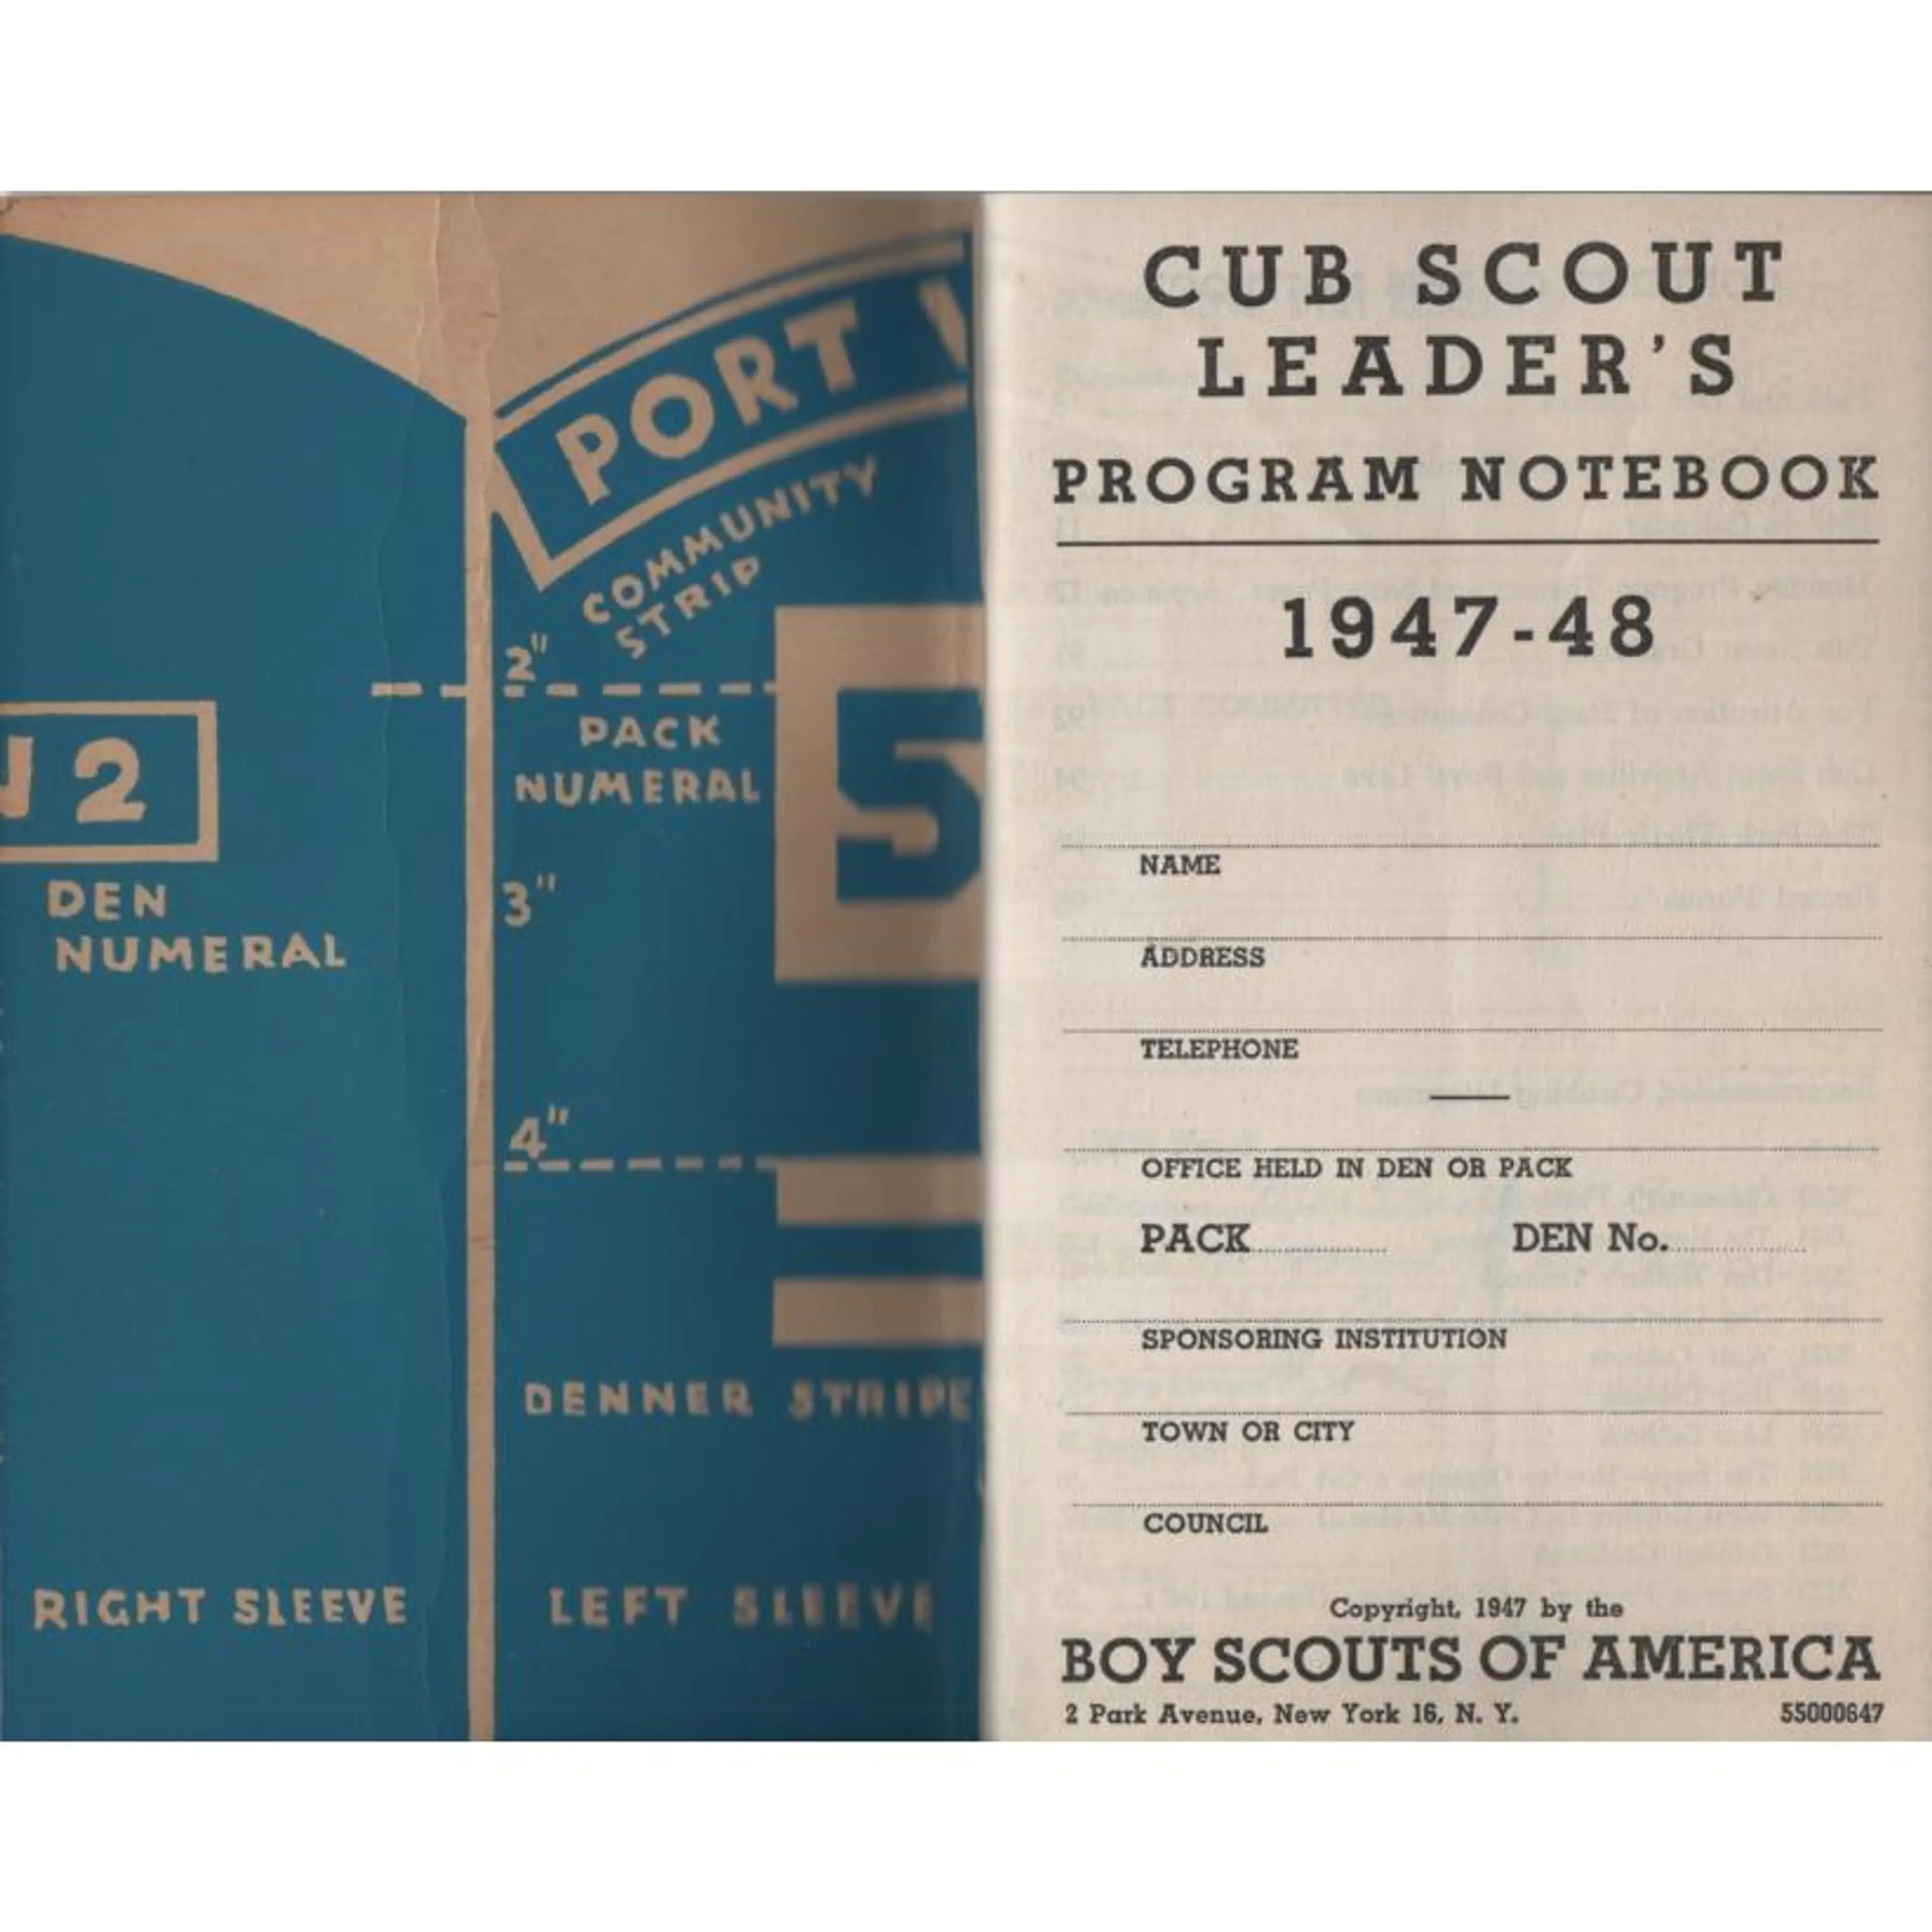 PORT
COMMUNITY
STRIP
2"
PACK
NUMERAL
5
2
DEN
NUMERAL
3"
4"
DENNER STRIPE
RIGHT SLEEVE
LEFT SLEEVE
CUB SCOUT
LEADER'S
PROGRAM NOTEBOOK
1947-48
NAME
ADDRESS
TELEPHONE
OFFICE HELD IN DEN OR PACK
PACK DEN No.
SPONSORING INSTITUTION
TOWN OR CITY
COUNCIL
Copyright, 1947 by the
BOY SCOUTS OF AMERICA
2 Park Avenue, New York 16, N. Y. 55000647